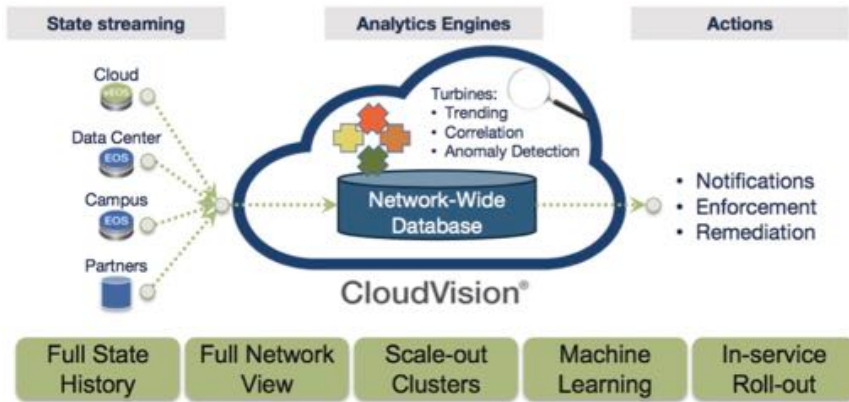 State streaming
Analytics Engines
Actions
Cloud
vEOS
Data Center
EOS
Campus
EOS
Partners
Turbines:
• Trending
• Correlation
• Anomaly Detection
Network-Wide
Database
CloudVision®
• Notifications
• Enforcement
• Remediation
Full State
History
Full Network
View
Scale-out
Clusters
Machine
Learning
In-service
Roll-out